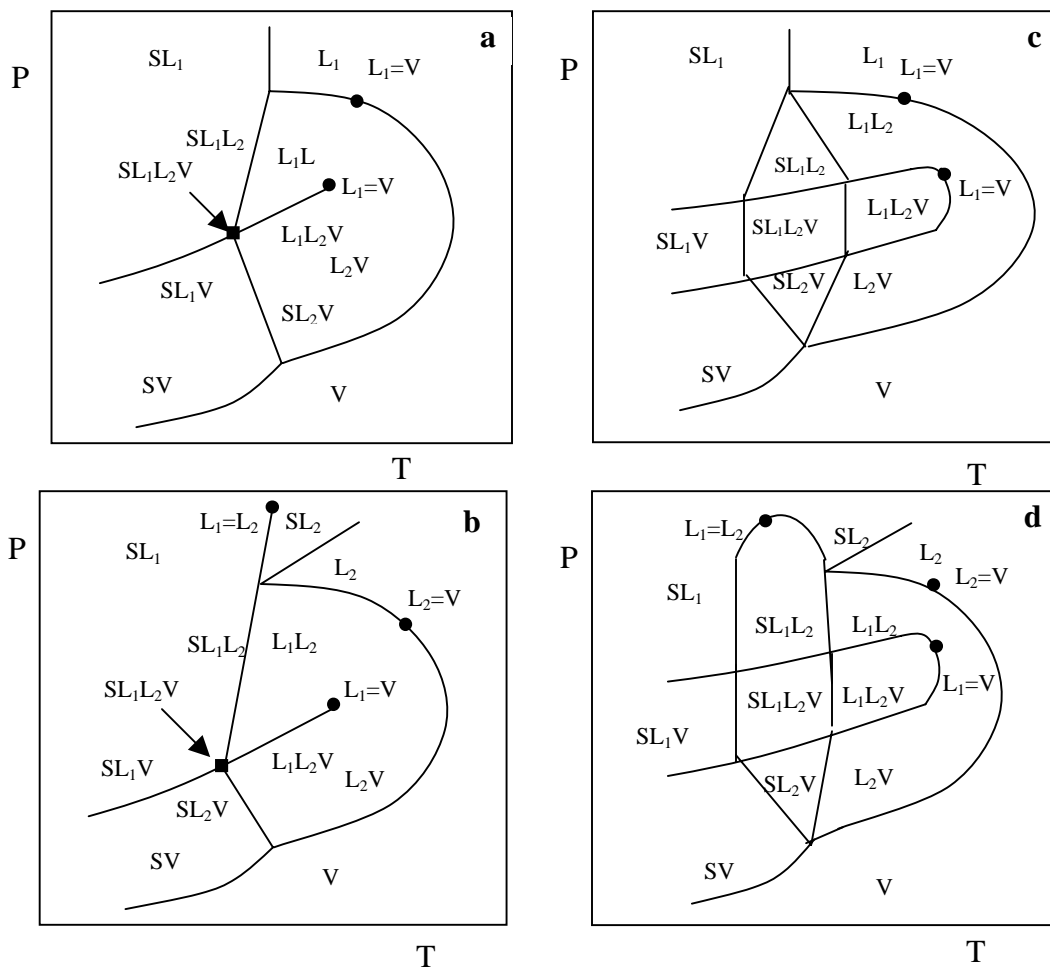 a
P
SL₁
L₁
L₁=V
SL₁L₂
SL₁L₂V
L₁L
L₁=V
L₁L₂V
L₂V
SL₁V
SL₂V
SV
V
T
c
P
SL₁
L₁
L₁=V
L₁L₂
SL₁L₂
L₁=V
L₁L₂V
SL₁V
SL₁L₂V
SL₂V
L₂V
SV
V
T
b
P
L₁=L₂
SL₂
SL₁
L₂
L₂=V
SL₁L₂
L₁L₂
SL₁L₂V
L₁=V
L₁L₂V
SL₁V
L₂V
SL₂V
SV
V
T
d
P
L₁=L₂
SL₂
L₂
L₂=V
SL₁
SL₁L₂
L₁L₂
L₁=V
SL₁L₂V
L₁L₂V
SL₁V
SL₂V
L₂V
SV
V
T